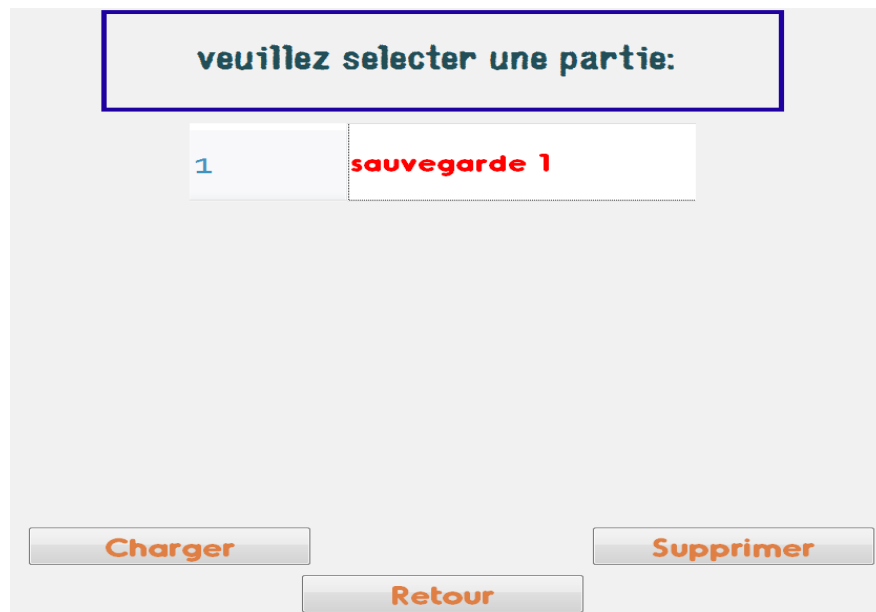 veuillez selecter une partie:
1 sauvegarde 1
Charger Supprimer
Retour